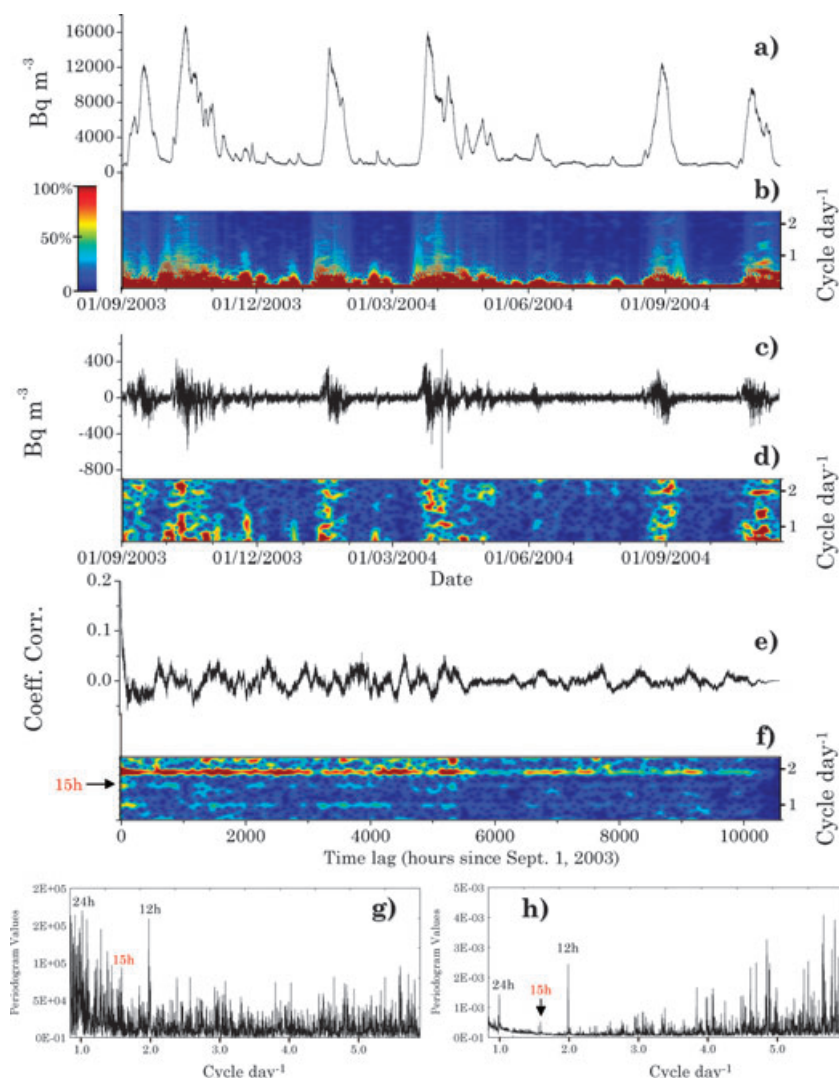 a)
16000
12000
8000
4000
0
Bq m-3
b)
100%
50%
0
2
1
Cycle day-1
01/09/2003 01/12/2003 01/03/2004 01/06/2004 01/09/2004
c)
400
0
-400
-800
Bq m-3
d)
2
1
Cycle day-1
01/09/2003 01/12/2003 01/03/2004 01/06/2004 01/09/2004
Date
e)
0.2
0.1
0.0
Coeff. Corr.
f)
15h
2
1
Cycle day-1
0 2000 4000 6000 8000 10000
Time lag (hours since Sept. 1, 2003)
g)
2E+05
2E+05
1E+05
5E+04
0E-01
Periodogram Values
24h
15h
12h
1.0 2.0 3.0 4.0 5.0
Cycle day-1
h)
5E-03
4E-03
2E-03
1E-03
0E-01
Periodogram Values
24h
15h
12h
1.0 2.0 3.0 4.0 5.0
Cycle day-1